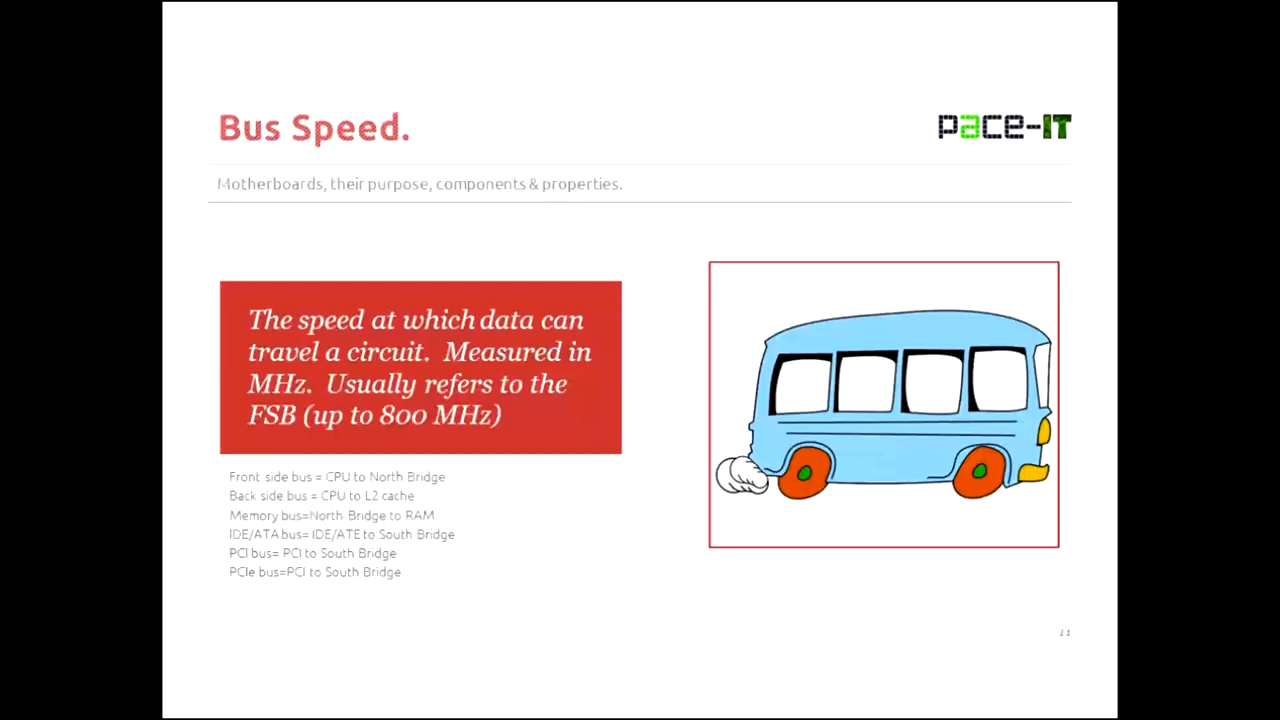 Bus Speed.
pace-IT
Motherboards, their purpose, components & properties.
The speed at which data can
travel a circuit. Measured in
MHz. Usually refers to the
FSB (up to 800 MHz)
Front side bus = CPU to North Bridge
Back side bus = CPU to L2 cache
Memory bus=North Bridge to RAM
IDE/ATA bus= IDE/ATE to South Bridge
PCI bus= PCI to South Bridge
PCIe bus=PCI to South Bridge
11